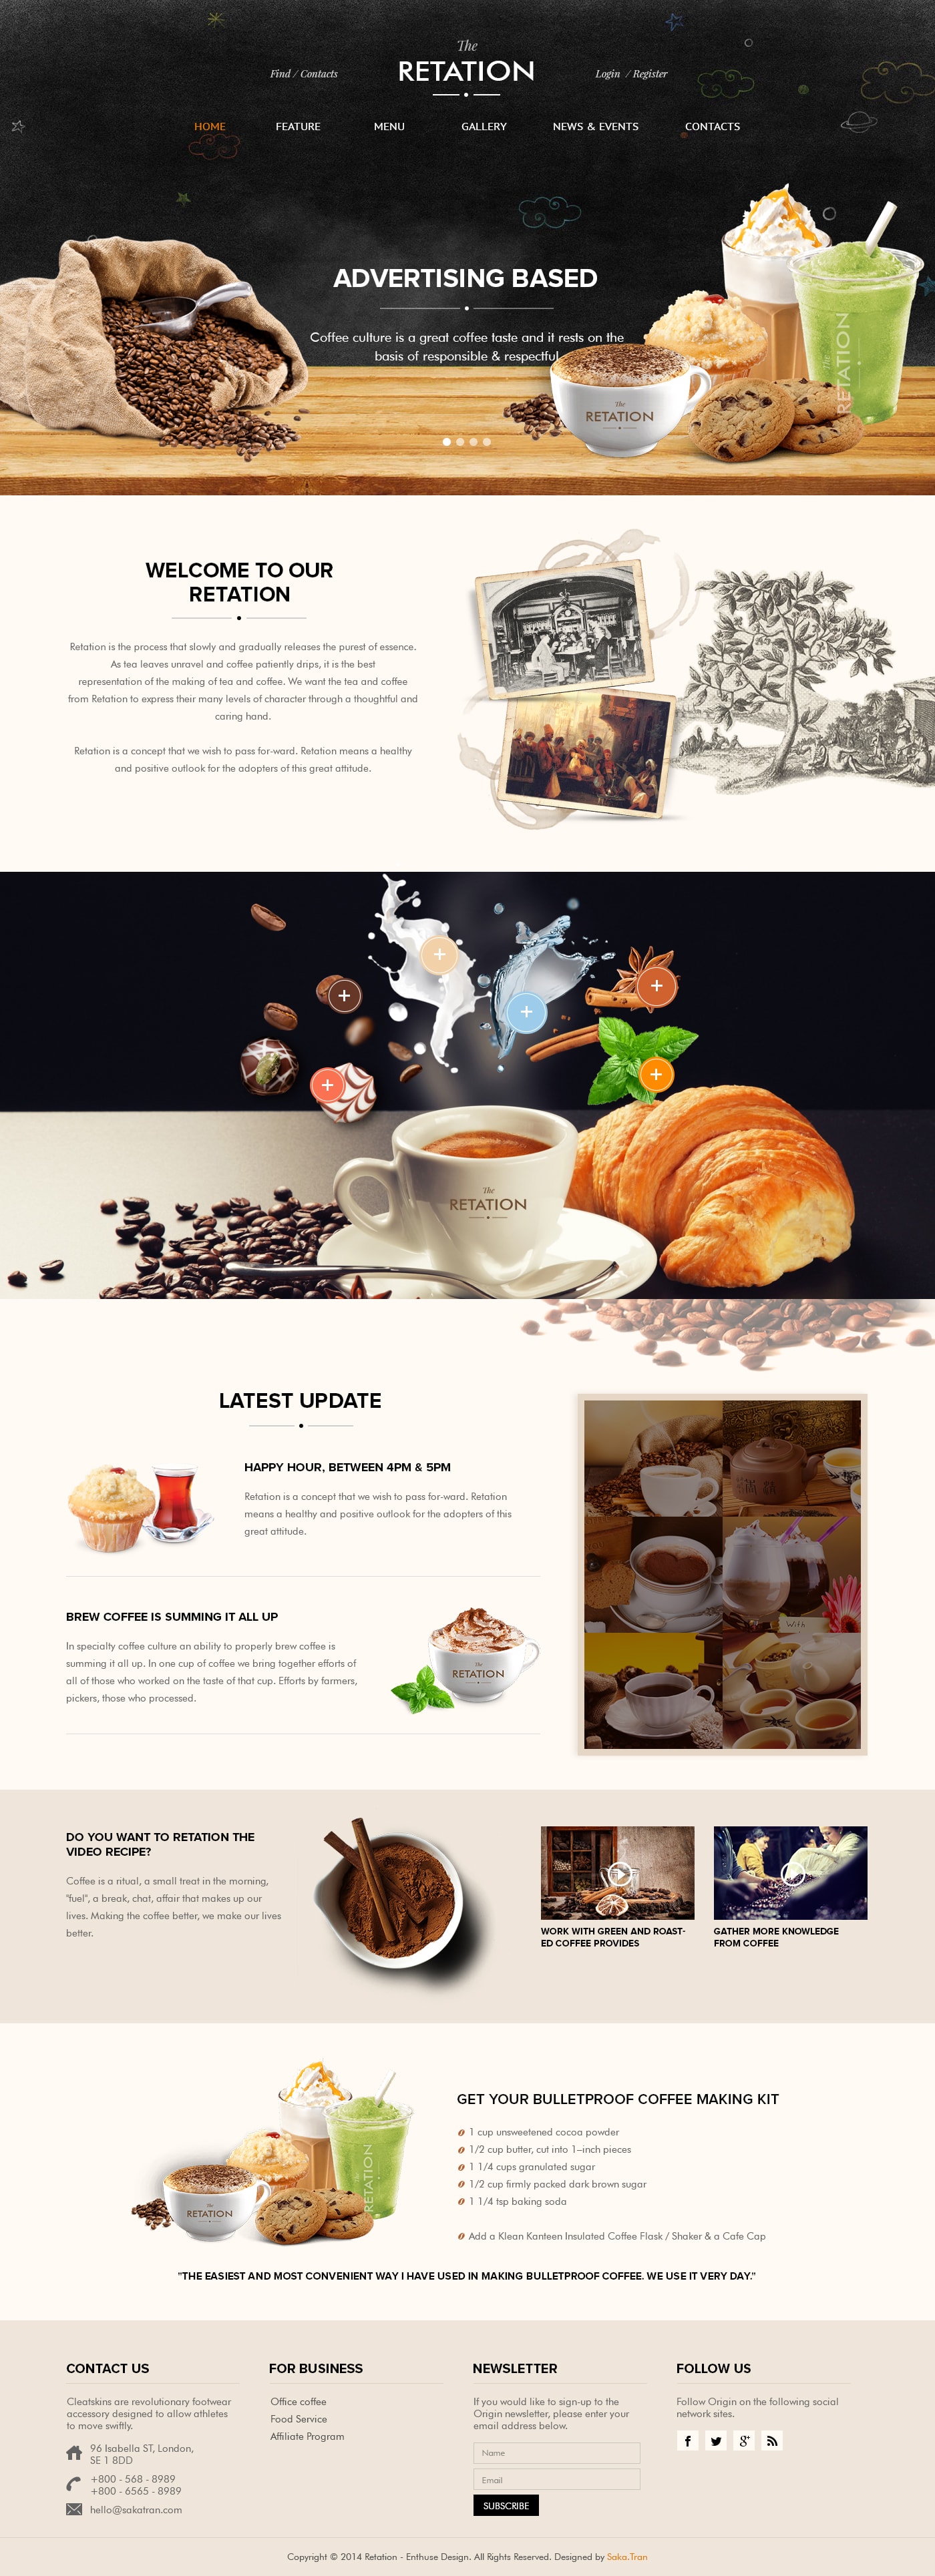 The
RETATION
Find / Contacts
Login / Register
HOME
FEATURE
MENU
GALLERY
NEWS & EVENTS
CONTACTS
ADVERTISING BASED
Coffee culture is a great coffee taste and it rests on the
basis of responsible & respectful
The
RETATION
The
RETATION
WELCOME TO OUR
RETATION
Retation is the process that slowly and gradually releases the purest of essence.
As tea leaves unravel and coffee patiently drips, it is the best
representation of the making of tea and coffee. We want the tea and coffee
from Retation to express their many levels of character through a thoughtful and
caring hand.
Retation is a concept that we wish to pass for-ward. Retation means a healthy
and positive outlook for the adopters of this great attitude.
The
RETATION
LATEST UPDATE
HAPPY HOUR, BETWEEN 4PM & 5PM
Retation is a concept that we wish to pass for-ward. Retation
means a healthy and positive outlook for the adopters of this
great attitude.
BREW COFFEE IS SUMMING IT ALL UP
In specialty coffee culture an ability to properly brew coffee is
summing it all up. In one cup of coffee we bring together efforts of
all of those who worked on the taste of that cup. Efforts by farmers,
pickers, those who processed.
The
RETATION
With
DO YOU WANT TO RETATION THE
VIDEO RECIPE?
Coffee is a ritual, a small treat in the morning,
"fuel", a break, chat, affair that makes up our
lives. Making the coffee better, we make our lives
better.
WORK WITH GREEN AND ROAST-
ED COFFEE PROVIDES
GATHER MORE KNOWLEDGE
FROM COFFEE
The
RETATION
RETATION
GET YOUR BULLETPROOF COFFEE MAKING KIT
1 cup unsweetened cocoa powder
1/2 cup butter, cut into 1–inch pieces
1 1/4 cups granulated sugar
1/2 cup firmly packed dark brown sugar
1 1/4 tsp baking soda
Add a Klean Kanteen Insulated Coffee Flask / Shaker & a Cafe Cap
"THE EASIEST AND MOST CONVENIENT WAY I HAVE USED IN MAKING BULLETPROOF COFFEE. WE USE IT VERY DAY."
CONTACT US
Cleatskins are revolutionary footwear
accessory designed to allow athletes
to move swiftly.
96 Isabella ST, London,
SE 1 8DD
+800 - 568 - 8989
+800 - 6565 - 8989
hello@sakatran.com
FOR BUSINESS
Office coffee
Food Service
Affiliate Program
NEWSLETTER
If you would like to sign-up to the
Origin newsletter, please enter your
email address below.
Name
Email
SUBSCRIBE
FOLLOW US
Follow Origin on the following social
network sites.
Copyright © 2014 Retation - Enthuse Design. All Rights Reserved. Designed by Saka.Tran